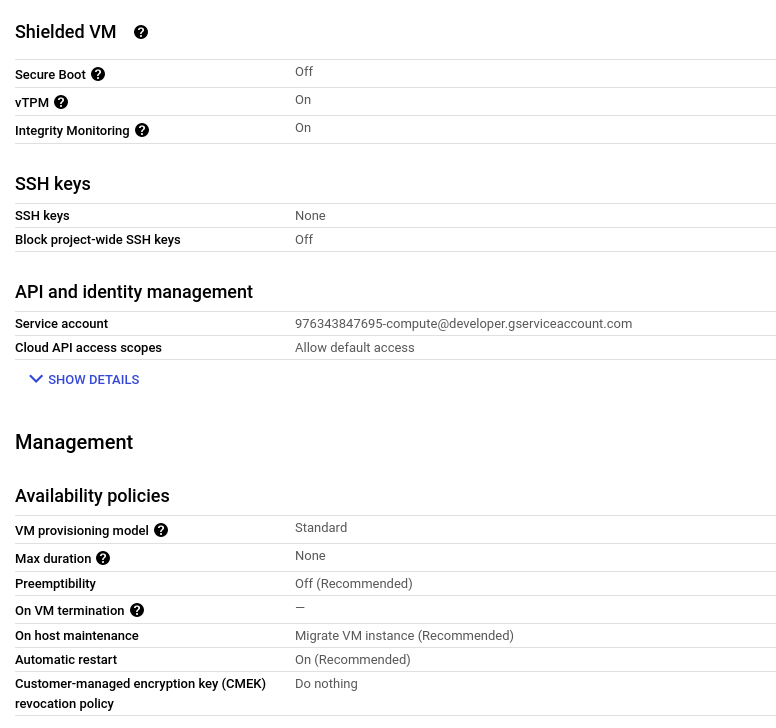 Shielded VM
Secure Boot Off
vTPM On
Integrity Monitoring On
SSH keys
SSH keys None
Block project-wide SSH keys Off
API and identity management
Service account 976343847695-compute@developer.gserviceaccount.com
Cloud API access scopes Allow default access
SHOW DETAILS
Management
Availability policies
VM provisioning model Standard
Max duration None
Preemptibility Off (Recommended)
On VM termination —
On host maintenance Migrate VM instance (Recommended)
Automatic restart On (Recommended)
Customer-managed encryption key (CMEK) Do nothing
revocation policy